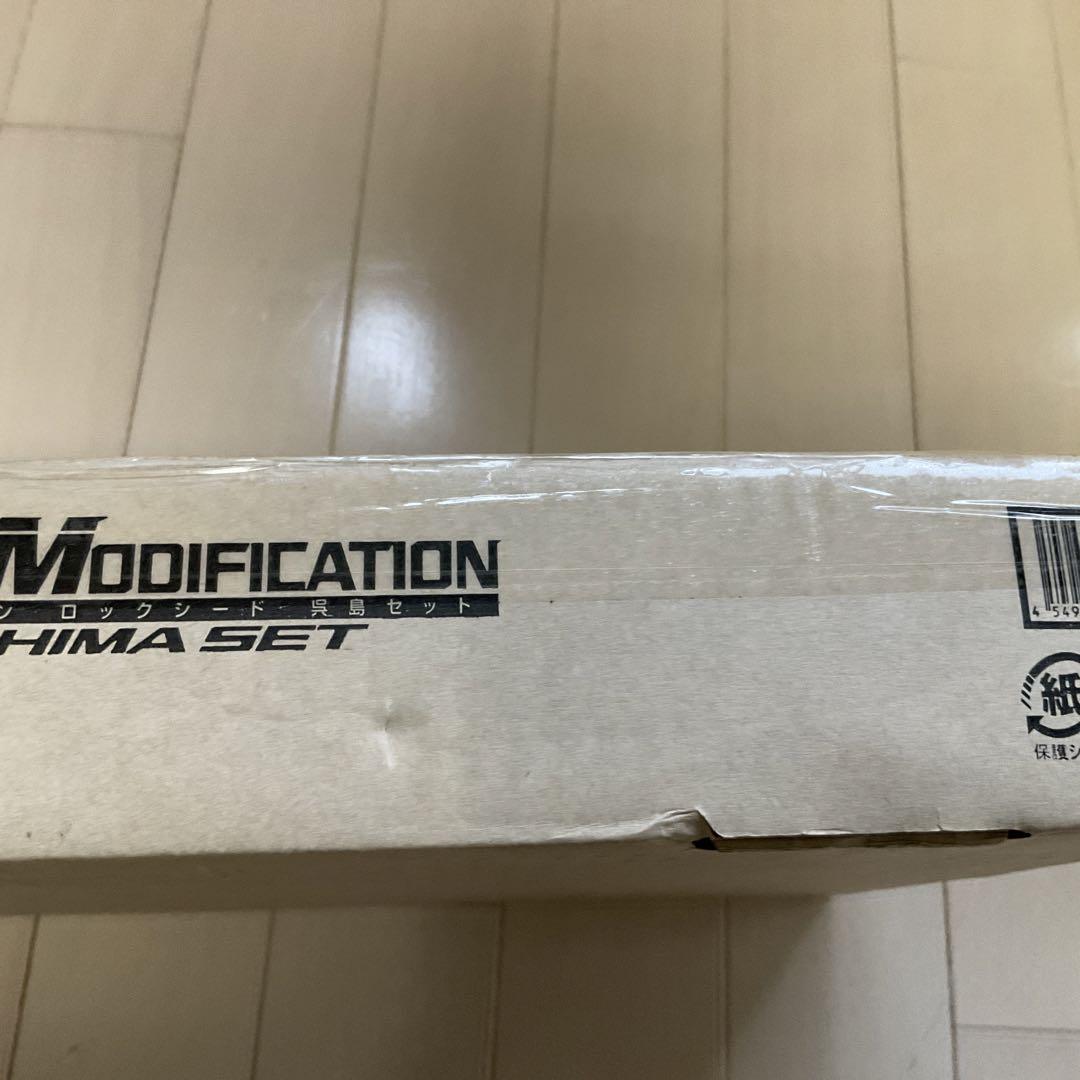 MODIFICATION
ン ロックシード 呉島セット
HIMA SET
4 549
紙
保護シ